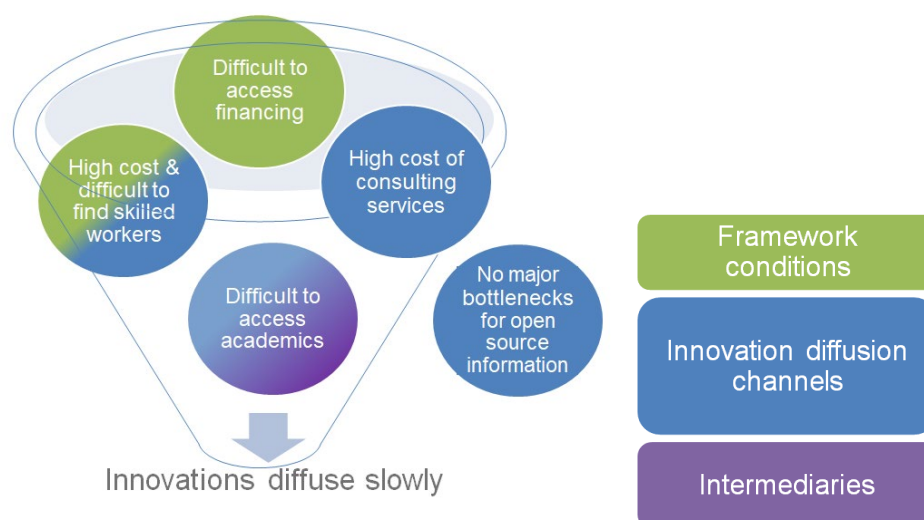 Difficult to
access
financing
High cost &
difficult to
find skilled
workers
High cost of
consulting
services
Difficult to
access
academics
No major
bottlenecks
for open
source
information
Innovations diffuse slowly
Framework
conditions
Innovation diffusion
channels
Intermediaries